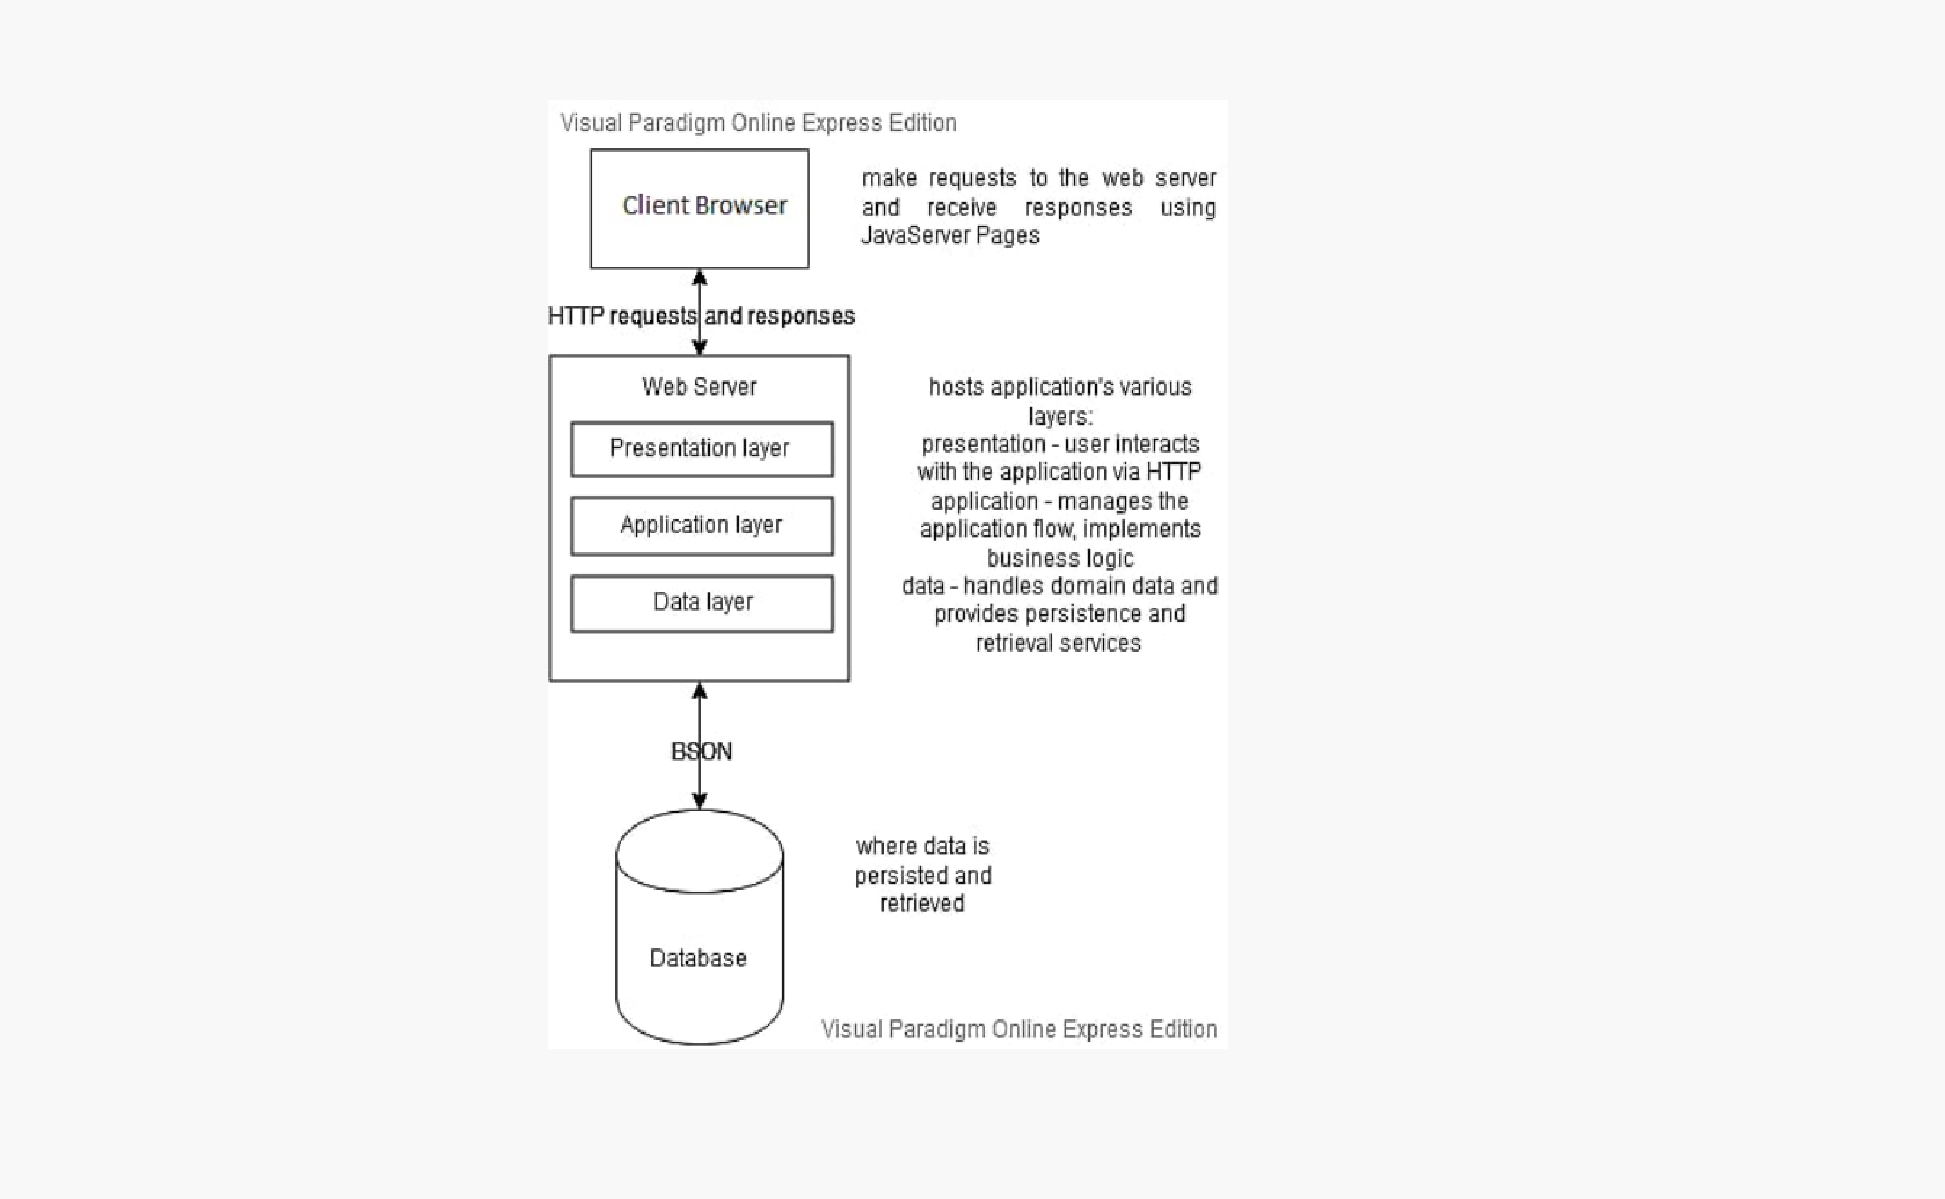 Visual Paradigm Online Express Edition
Client Browser
make requests to the web server
and receive responses using
JavaServer Pages
HTTP requests and responses
Web Server
Presentation layer
Application layer
Data layer
hosts application's various
layers:
presentation - user interacts
with the application via HTTP
application - manages the
application flow, implements
business logic
data - handles domain data and
provides persistence and
retrieval services
BSON
where data is
persisted and
retrieved
Database
Visual Paradigm Online Express Edition